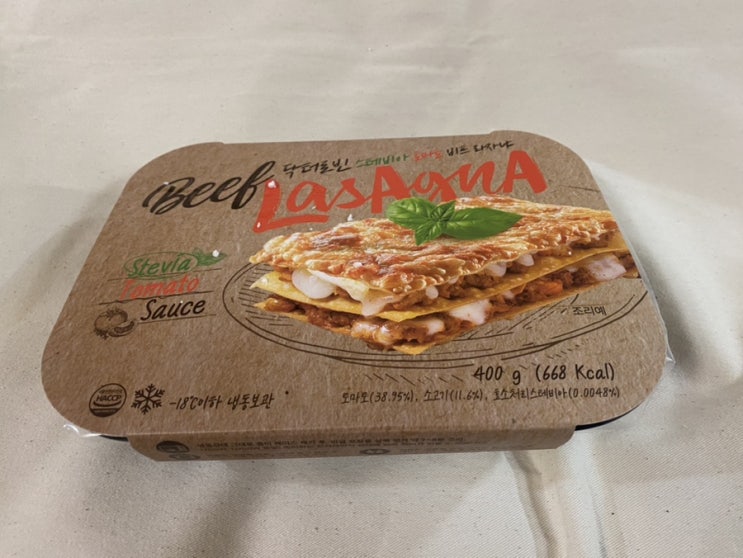 닥터로빈 스테비아 토마토 비프 라자냐
Beef LASAgnA
Stevia
Tomato
Sauce
조리예
400 g (668 Kcal)
HACCP
-18℃이하 냉동보관
토마토(38.95%), 소고기(11.6%), 효소처리스테비아(0.0048%)